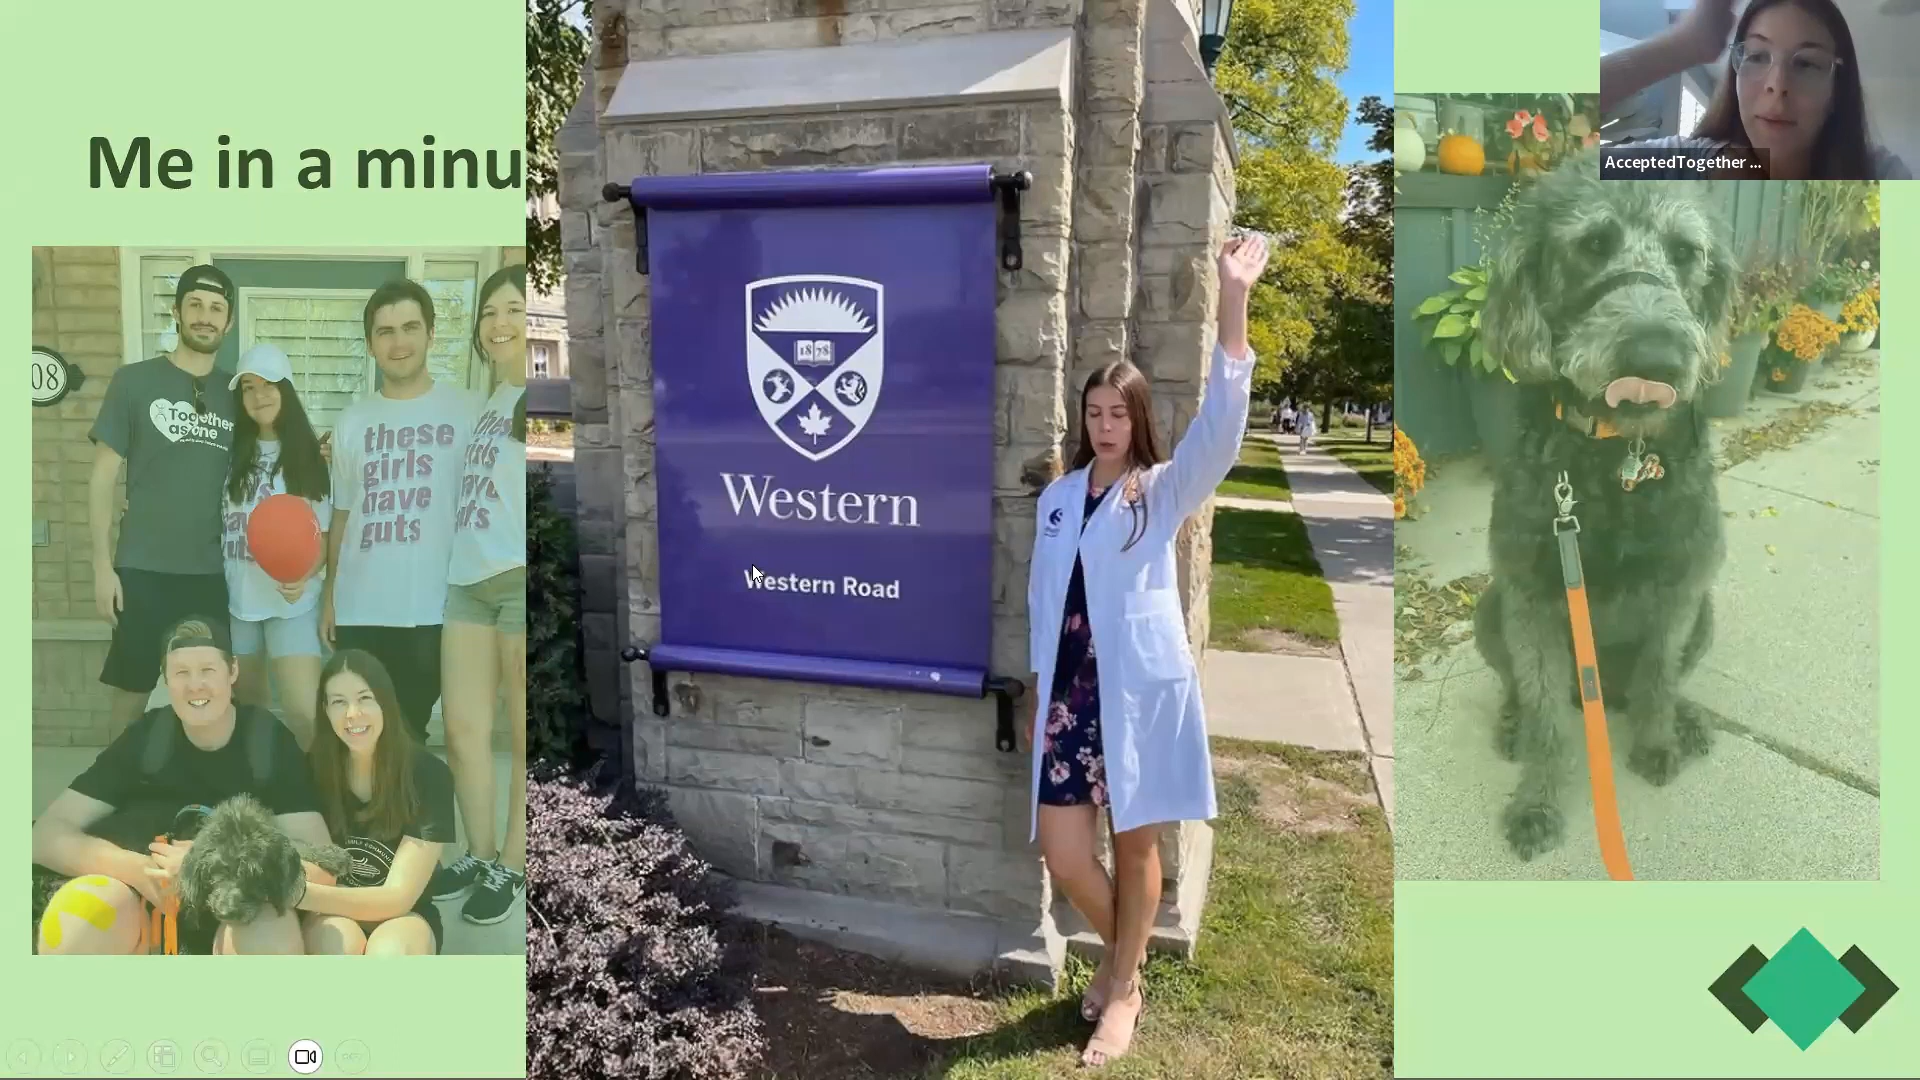 Me in a minu
AcceptedTogether ...
08
Together
as one
these
girls
have
guts
1878
Western
Western Road